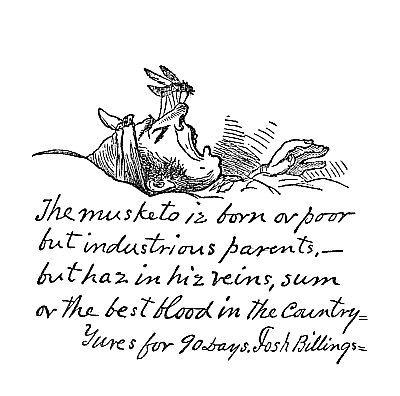 The musketo iz born ov poor
but industrious parents,—
but haz in hiz veins, sum
ov the best blood in the Country=
Yures for 90 Days. Josh Billings=